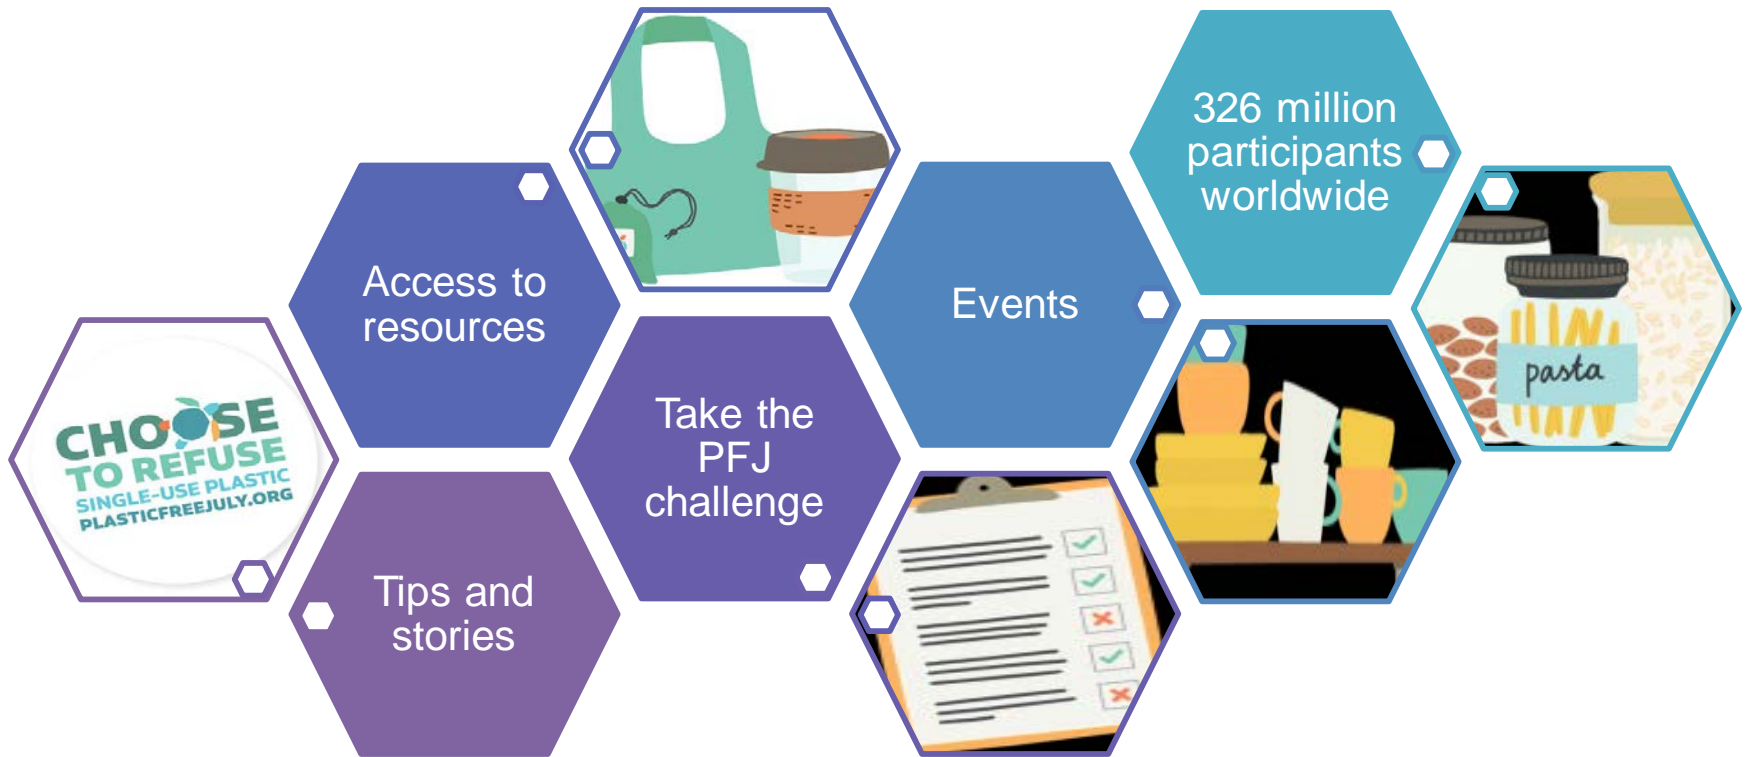 CHOOSE
TO REFUSE
SINGLE-USE PLASTIC
PLASTICFREEJULY.ORG
Tips and
stories
Access to
resources
Take the
PFJ
challenge
Events
326 million
participants
worldwide
pasta